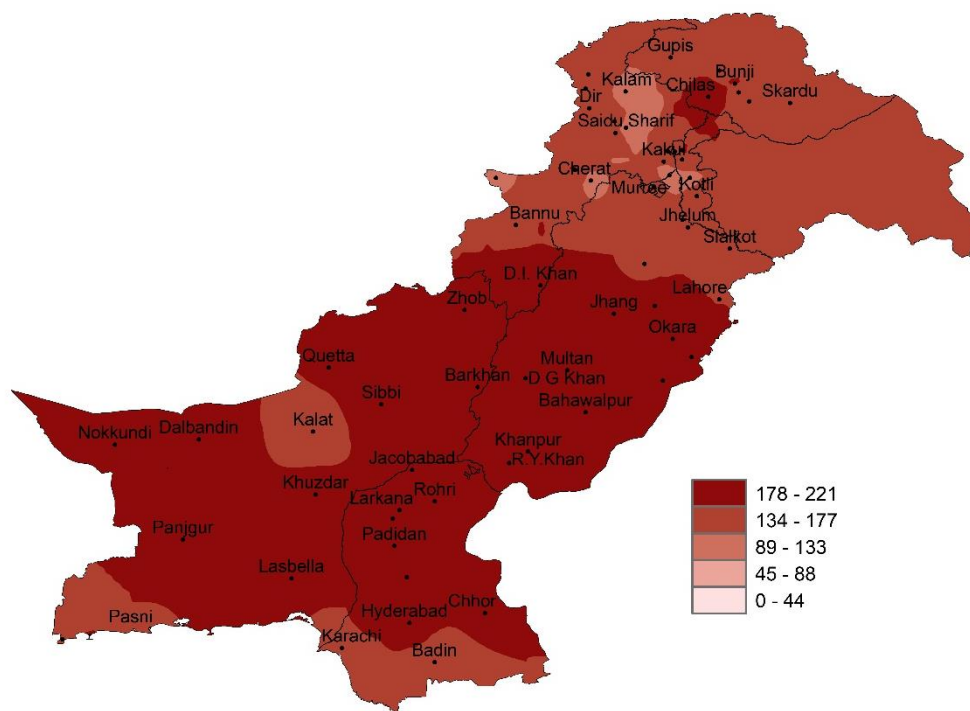 Gupis
Kalam
Chilas
Bunji
Skardu
Dir
Saidu Sharif
Kakul
Cherat
Murree
Kotli
Bannu
Jhelum
Sialkot
D.I. Khan
Zhob
Lahore
Jhang
Okara
Quetta
Multan
Barkhan
D G Khan
Sibbi
Bahawalpur
Kalat
Nokkundi
Dalbandin
Khanpur
Jacobabad
R.Y.Khan
Khuzdar
Larkana
Rohri
Panjgur
Padidan
Lasbella
Pasni
Hyderabad
Chhor
Karachi
Badin
178 - 221
134 - 177
89 - 133
45 - 88
0 - 44